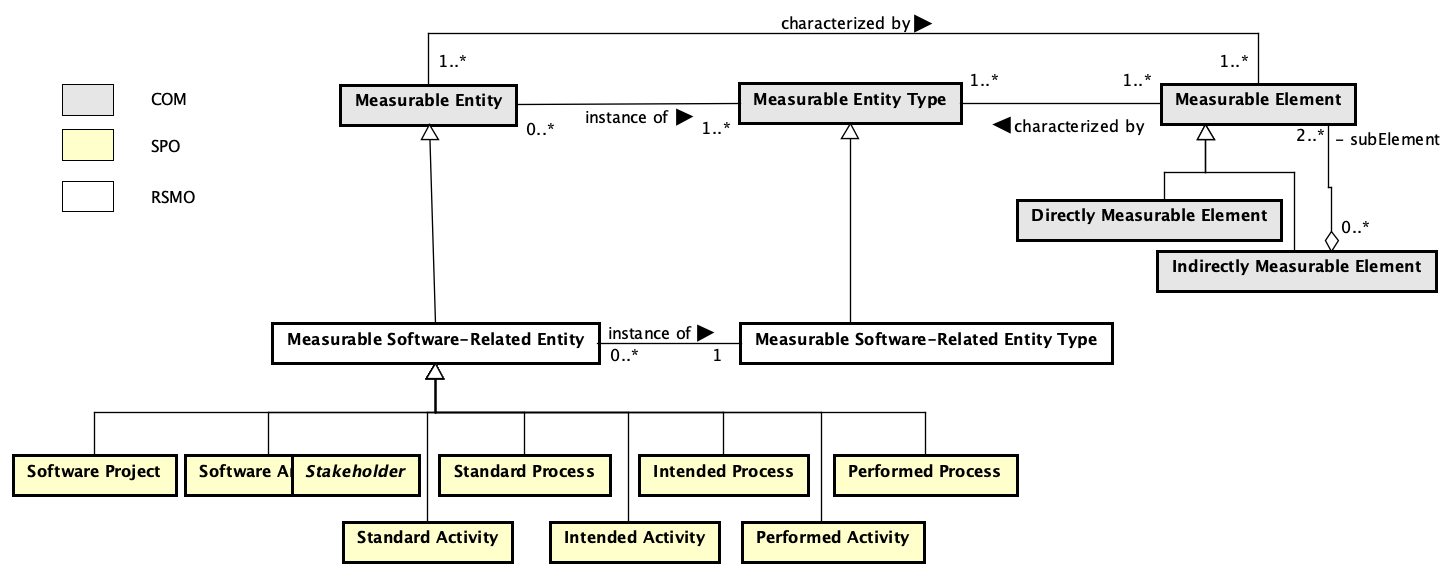 characterized by
1..*
1..*
COM
SPO
RSMO
Measurable Entity
instance of
0..*
1..*
Measurable Entity Type
1..*
1..*
characterized by
Measurable Element
2..*
- subElement
Directly Measurable Element
0..*
Indirectly Measurable Element
Measurable Software-Related Entity
instance of
0..*
1
Measurable Software-Related Entity Type
Software Project
Software
Stakeholder
Standard Process
Intended Process
Performed Process
Standard Activity
Intended Activity
Performed Activity